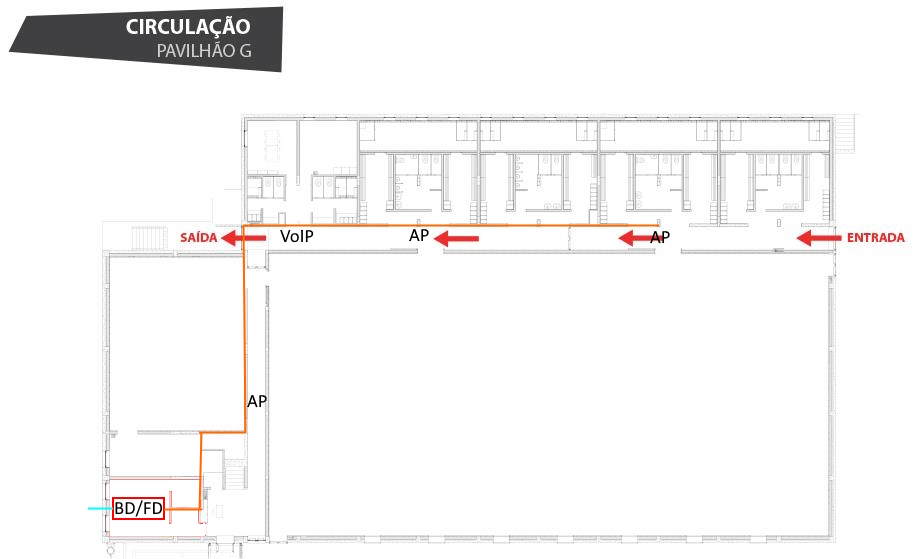 CIRCULAÇÃO
PAVILHÃO G
SAÍDA VoIP AP AP ENTRADA
AP
BD/FD